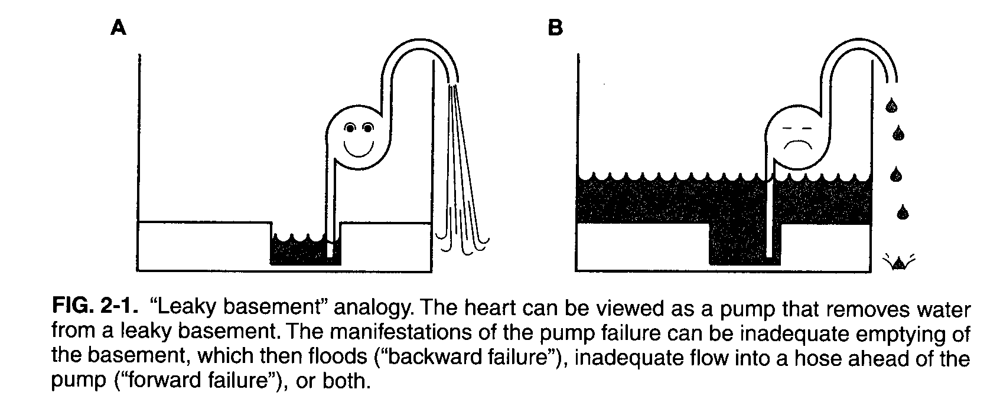 A
B
FIG. 2-1. “Leaky basement” analogy. The heart can be viewed as a pump that removes water
from a leaky basement. The manifestations of the pump failure can be inadequate emptying of
the basement, which then floods (“backward failure”), inadequate flow into a hose ahead of the
pump (“forward failure”), or both.